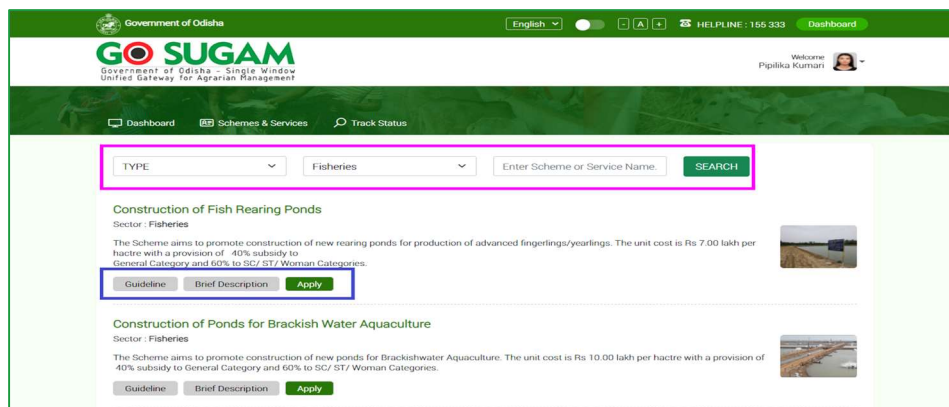 Government of Odisha
English
- A +
HELPLINE : 155 333
Dashboard
GO SUGAM
Government of Odisha - Single Window
Unified Gateway for Agrarian Management
Welcome
Pipilika Kumari
Dashboard
Schemes & Services
Track Status
TYPE
Fisheries
Enter Scheme or Service Name.
SEARCH
Construction of Fish Rearing Ponds
Sector : Fisheries
The Scheme aims to promote construction of new rearing ponds for production of advanced fingerlings/yearlings. The unit cost is Rs 7.00 lakh per
hactre with a provision of 40% subsidy to
General Category and 60% to SC/ ST/ Woman Categories.
Guideline
Brief Description
Apply
Construction of Ponds for Brackish Water Aquaculture
Sector : Fisheries
The Scheme aims to promote construction of new ponds for Brackishwater Aquaculture. The unit cost is Rs 10.00 lakh per hactre with a provision of
40% subsidy to General Category and 60% to SC/ ST/ Woman Categories.
Guideline
Brief Description
Apply